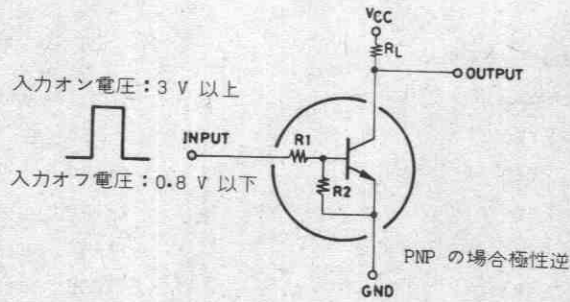 VCC
RL
OUTPUT
入力オン電圧：3 V 以上
INPUT
R1
R2
入力オフ電圧：0.8 V 以下
PNP の場合極性逆
GND